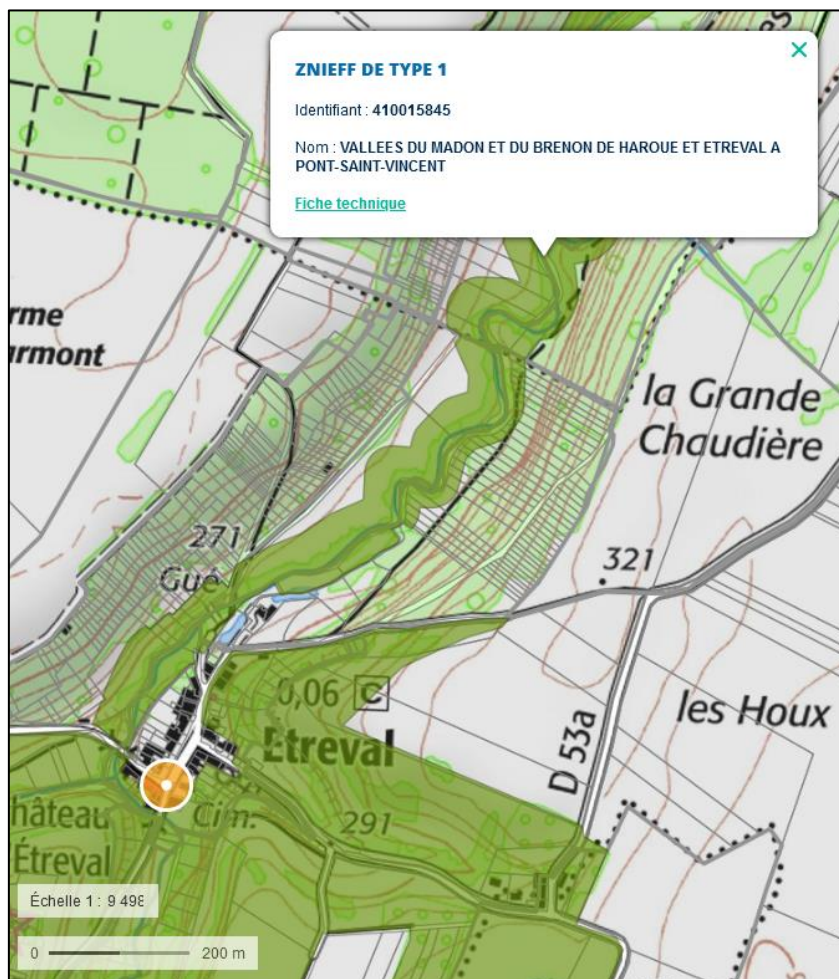 ZNIEFF DE TYPE 1
Identifiant : 410015845
Nom : VALLEES DU MADON ET DU BRENON DE HAROUE ET ETREVAL A
PONT-SAINT-VINCENT
Fiche technique
rme
armont
la Grande
Chaudière
271
Gué
321
0,06 C
les Houx
Etreval
D 53a
Cim.
291
hâteau
Étreval
Échelle 1 : 9 498
0 200 m